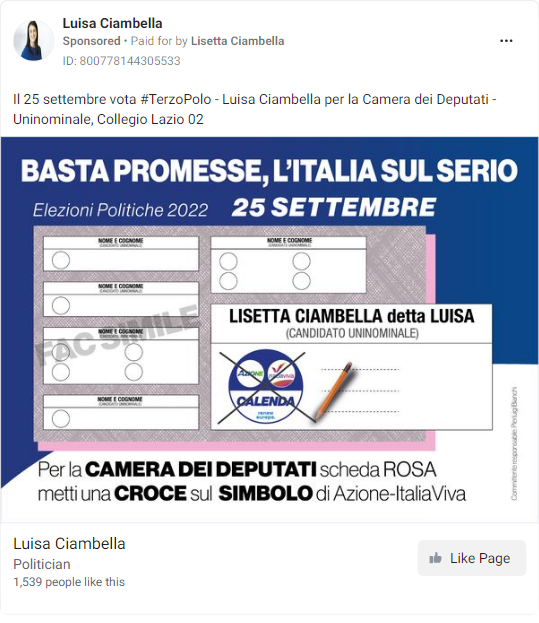 Luisa Ciambella
Sponsored • Paid for by Lisetta Ciambella
ID: 800778144305533
Il 25 settembre vota #TerzoPolo - Luisa Ciambella per la Camera dei Deputati -
Uninominale, Collegio Lazio 02
BASTA PROMESSE, L'ITALIA SUL SERIO
Elezioni Politiche 2022 25 SETTEMBRE
NOME E COGNOME
(CANDIDATO UNINOMINALE)
NOME E COGNOME
(CANDIDATO UNINOMINALE)
NOME E COGNOME
(CANDIDATO UNINOMINALE)
NOME E COGNOME
(CANDIDATO UNINOMINALE)
NOME E COGNOME
(CANDIDATO UNINOMINALE)
FAC SIMILE
LISETTA CIAMBELLA detta LUISA
(CANDIDATO UNINOMINALE)
AZIONE italiaviva
CALENDA
renew
europe.
Committente responsabile: Pierluigi Bianchi
Per la CAMERA DEI DEPUTATI scheda ROSA
metti una CROCE sul SIMBOLO di Azione-ItaliaViva
Luisa Ciambella
Politician
1,539 people like this
Like Page